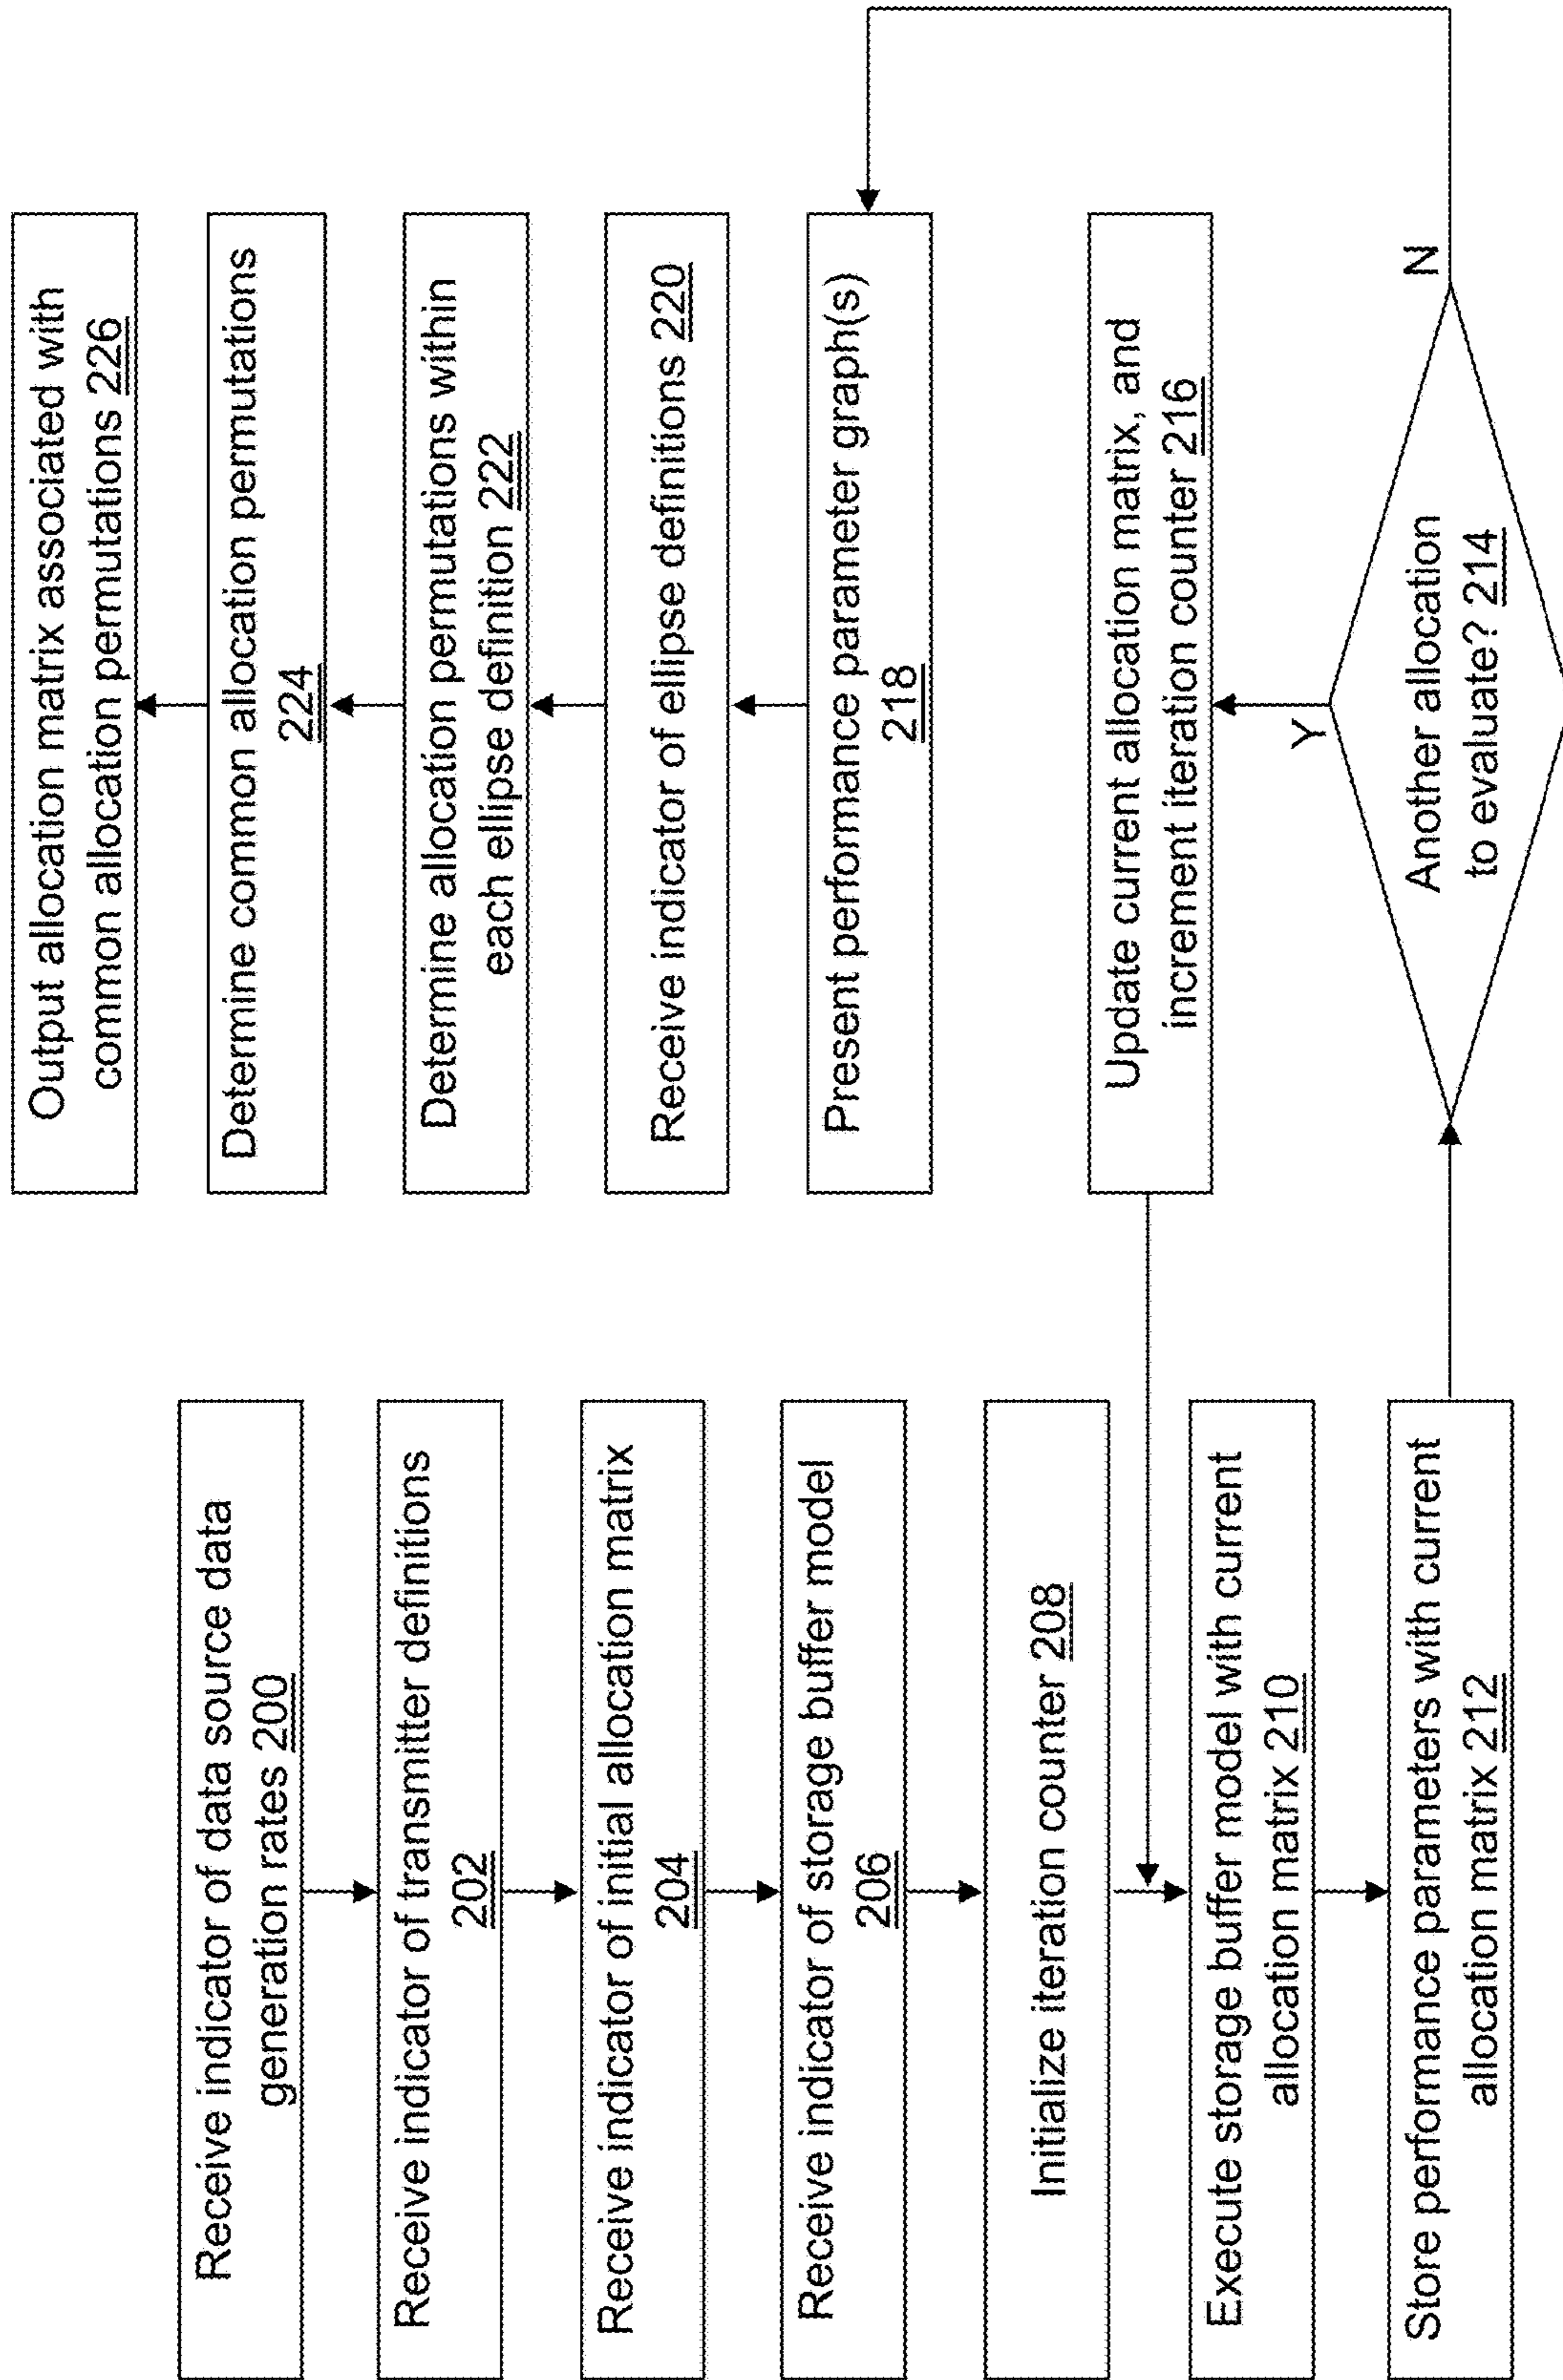 Receive indicator of data source data
generation rates 200
Receive indicator of transmitter definitions
202
Receive indicator of initial allocation matrix
204
Receive indicator of storage buffer model
206
Initialize iteration counter 208
Execute storage buffer model with current
allocation matrix 210
Store performance parameters with current
allocation matrix 212
Another allocation
to evaluate? 214
Y
N
Update current allocation matrix, and
increment iteration counter 216
Present performance parameter graph(s)
218
Receive indicator of ellipse definitions 220
Determine allocation permutations within
each ellipse definition 222
Determine common allocation permutations
224
Output allocation matrix associated with
common allocation permutations 226